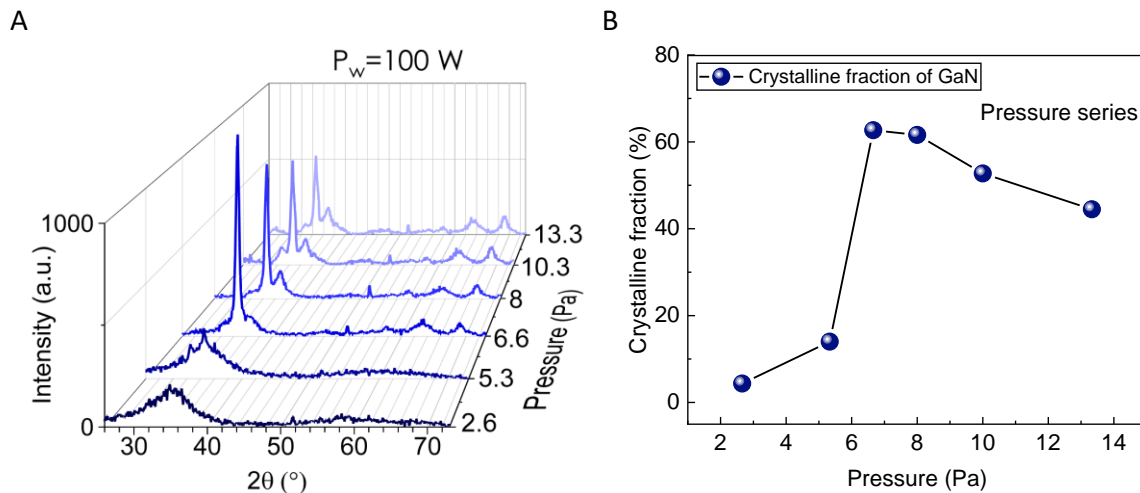 A
P_w=100 W
1000
0
Intensity (a.u.)
30 40 50 60 70
2θ (°)
13.3
10.3
8
6.6
5.3
2.6
Pressure (Pa)
B
80
60
40
20
0
Crystalline fraction (%)
Crystalline fraction of GaN
Pressure series
2 4 6 8 10 12 14
Pressure (Pa)